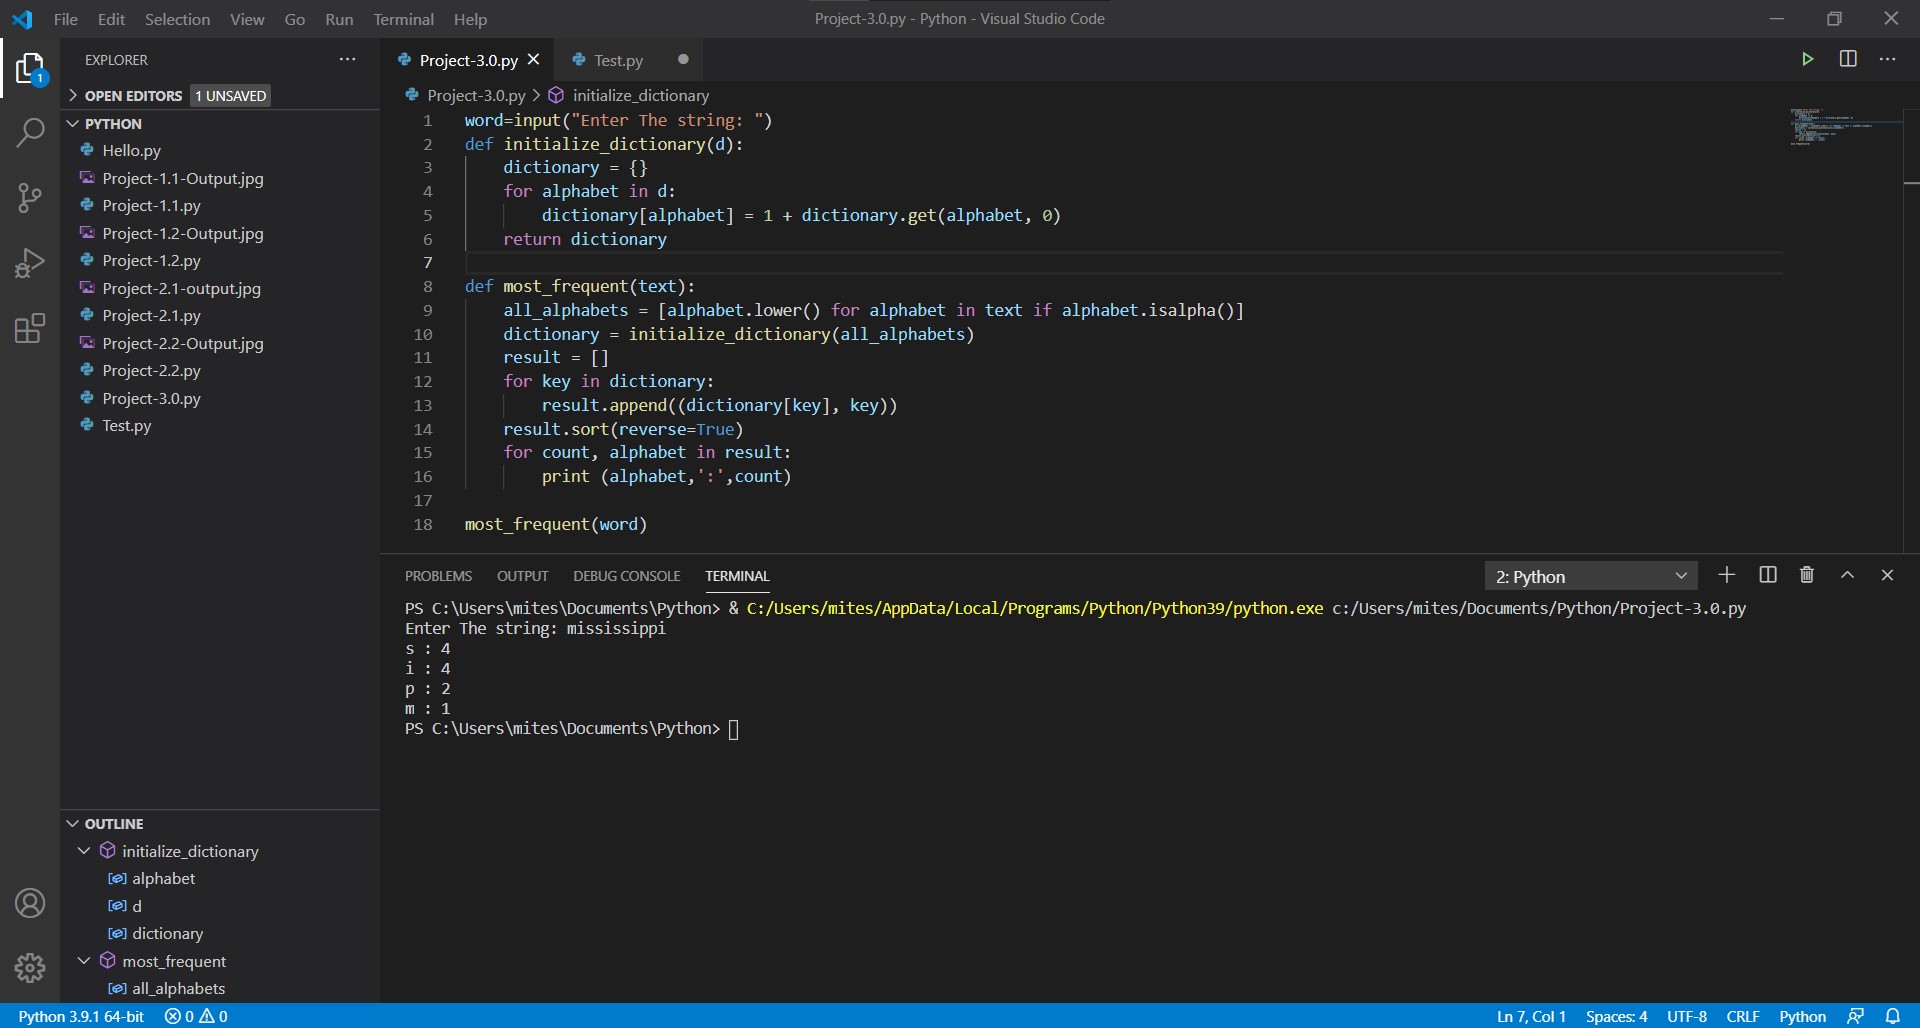 File Edit Selection View Go Run Terminal Help Project-3.0.py - Python - Visual Studio Code
EXPLORER
OPEN EDITORS 1 UNSAVED
PYTHON
Hello.py
Project-1.1-Output.jpg
Project-1.1.py
Project-1.2-Output.jpg
Project-1.2.py
Project-2.1-output.jpg
Project-2.1.py
Project-2.2-Output.jpg
Project-2.2.py
Project-3.0.py
Test.py
OUTLINE
initialize_dictionary
alphabet
d
dictionary
most_frequent
all_alphabets
1
Project-3.0.py Test.py
Project-3.0.py > initialize_dictionary
1 word=input("Enter The string: ")
2 def initialize_dictionary(d):
3     dictionary = {}
4     for alphabet in d:
5         dictionary[alphabet] = 1 + dictionary.get(alphabet, 0)
6     return dictionary
7
8 def most_frequent(text):
9     all_alphabets = [alphabet.lower() for alphabet in text if alphabet.isalpha()]
10     dictionary = initialize_dictionary(all_alphabets)
11     result = []
12     for key in dictionary:
13         result.append((dictionary[key], key))
14     result.sort(reverse=True)
15     for count, alphabet in result:
16         print (alphabet,':',count)
17
18 most_frequent(word)
PROBLEMS OUTPUT DEBUG CONSOLE TERMINAL 2: Python
PS C:\Users\mites\Documents\Python> & C:/Users/mites/AppData/Local/Programs/Python/Python39/python.exe c:/Users/mites/Documents/Python/Project-3.0.py
Enter The string: mississippi
s : 4
i : 4
p : 2
m : 1
PS C:\Users\mites\Documents\Python>
Python 3.9.1 64-bit 0 0 Ln 7, Col 1 Spaces: 4 UTF-8 CRLF Python